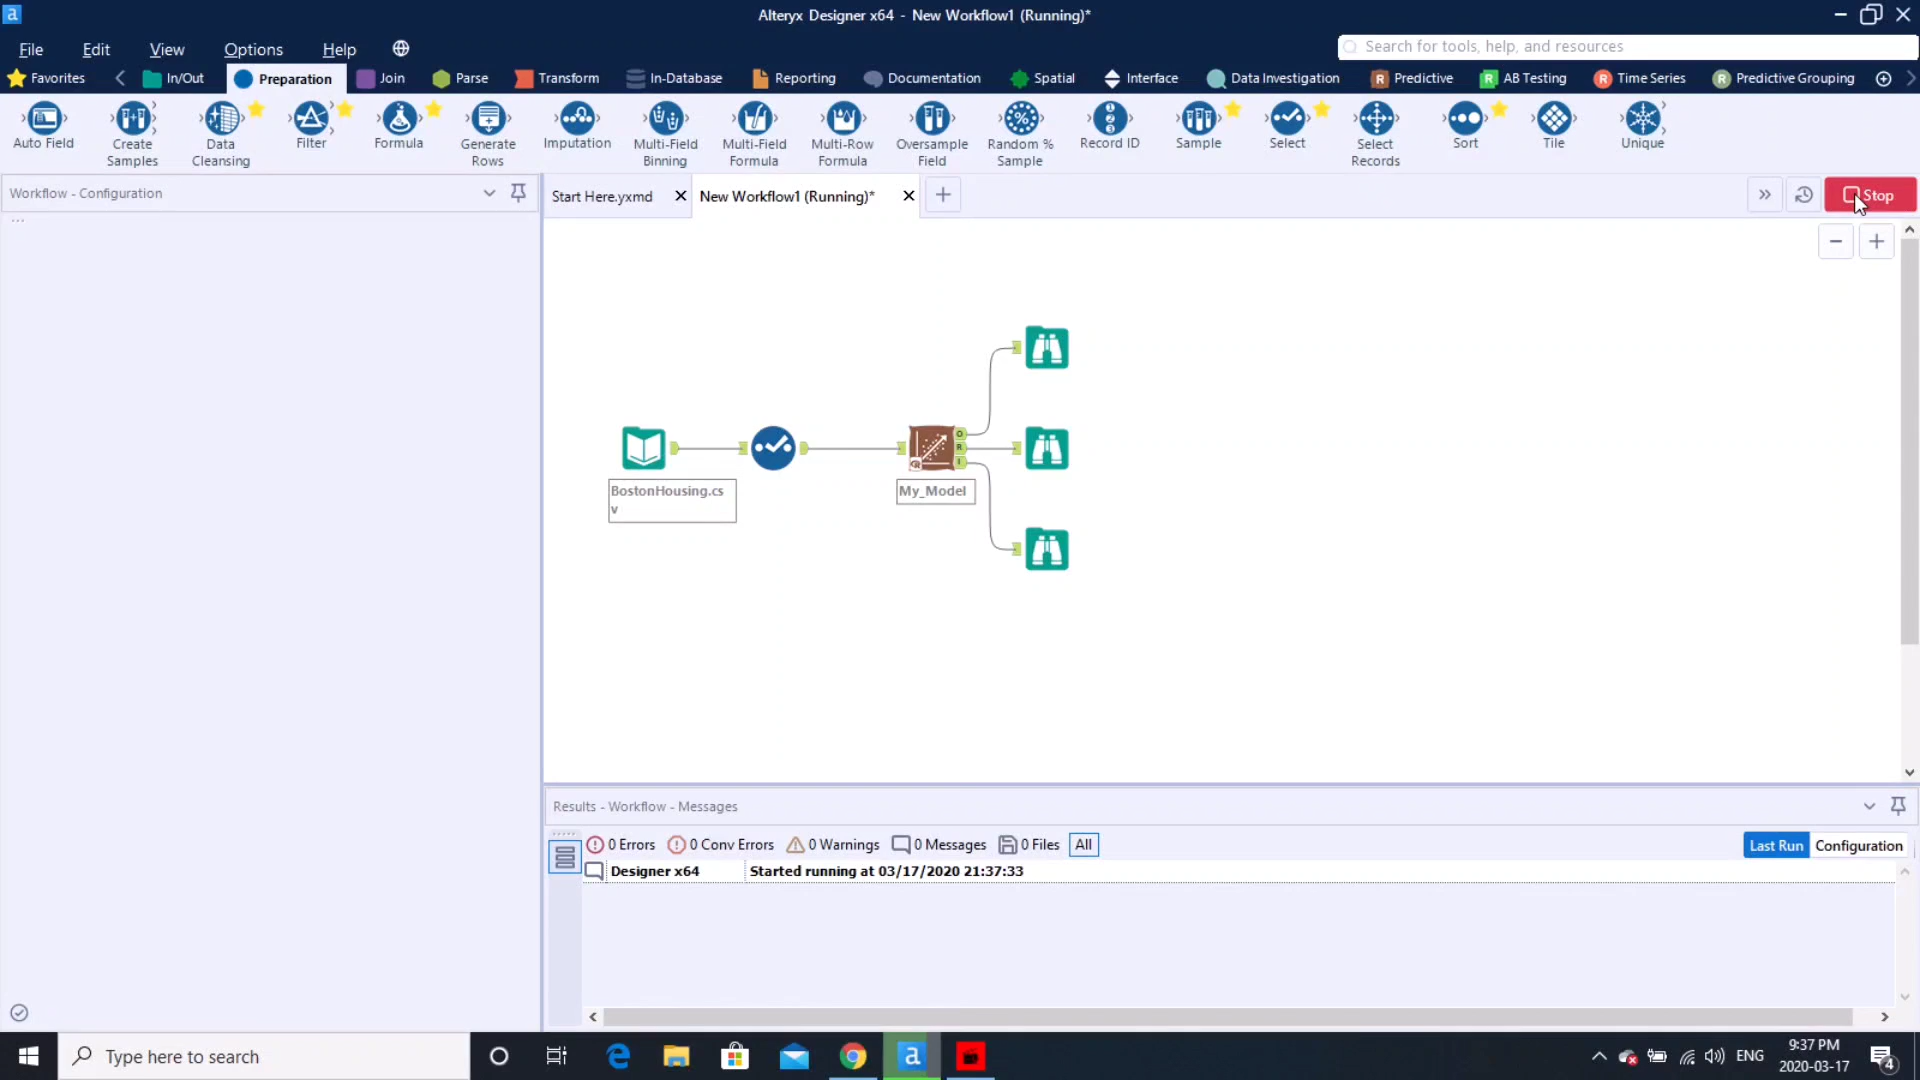 a
Alteryx Designer x64 - New Workflow1 (Running)*
File Edit View Options Help
Search for tools, help, and resources
Favorites In/Out Preparation Join Parse Transform In-Database Reporting Documentation Spatial Interface Data Investigation Predictive AB Testing Time Series Predictive Grouping
Auto Field
Create
Samples
Data
Cleansing
Filter
Formula
Generate
Rows
Imputation
Multi-Field
Binning
Multi-Field
Formula
Multi-Row
Formula
Oversample
Field
Random %
Sample
Record ID
Sample
Select
Select
Records
Sort
Tile
Unique
Workflow - Configuration
Start Here.yxmd
New Workflow1 (Running)*
Stop
O
R
I
BostonHousing.cs
v
My_Model
Results - Workflow - Messages
0 Errors 0 Conv Errors 0 Warnings 0 Messages 0 Files All
Last Run Configuration
Designer x64 Started running at 03/17/2020 21:37:33
Type here to search
a
ENG
9:37 PM
2020-03-17
4